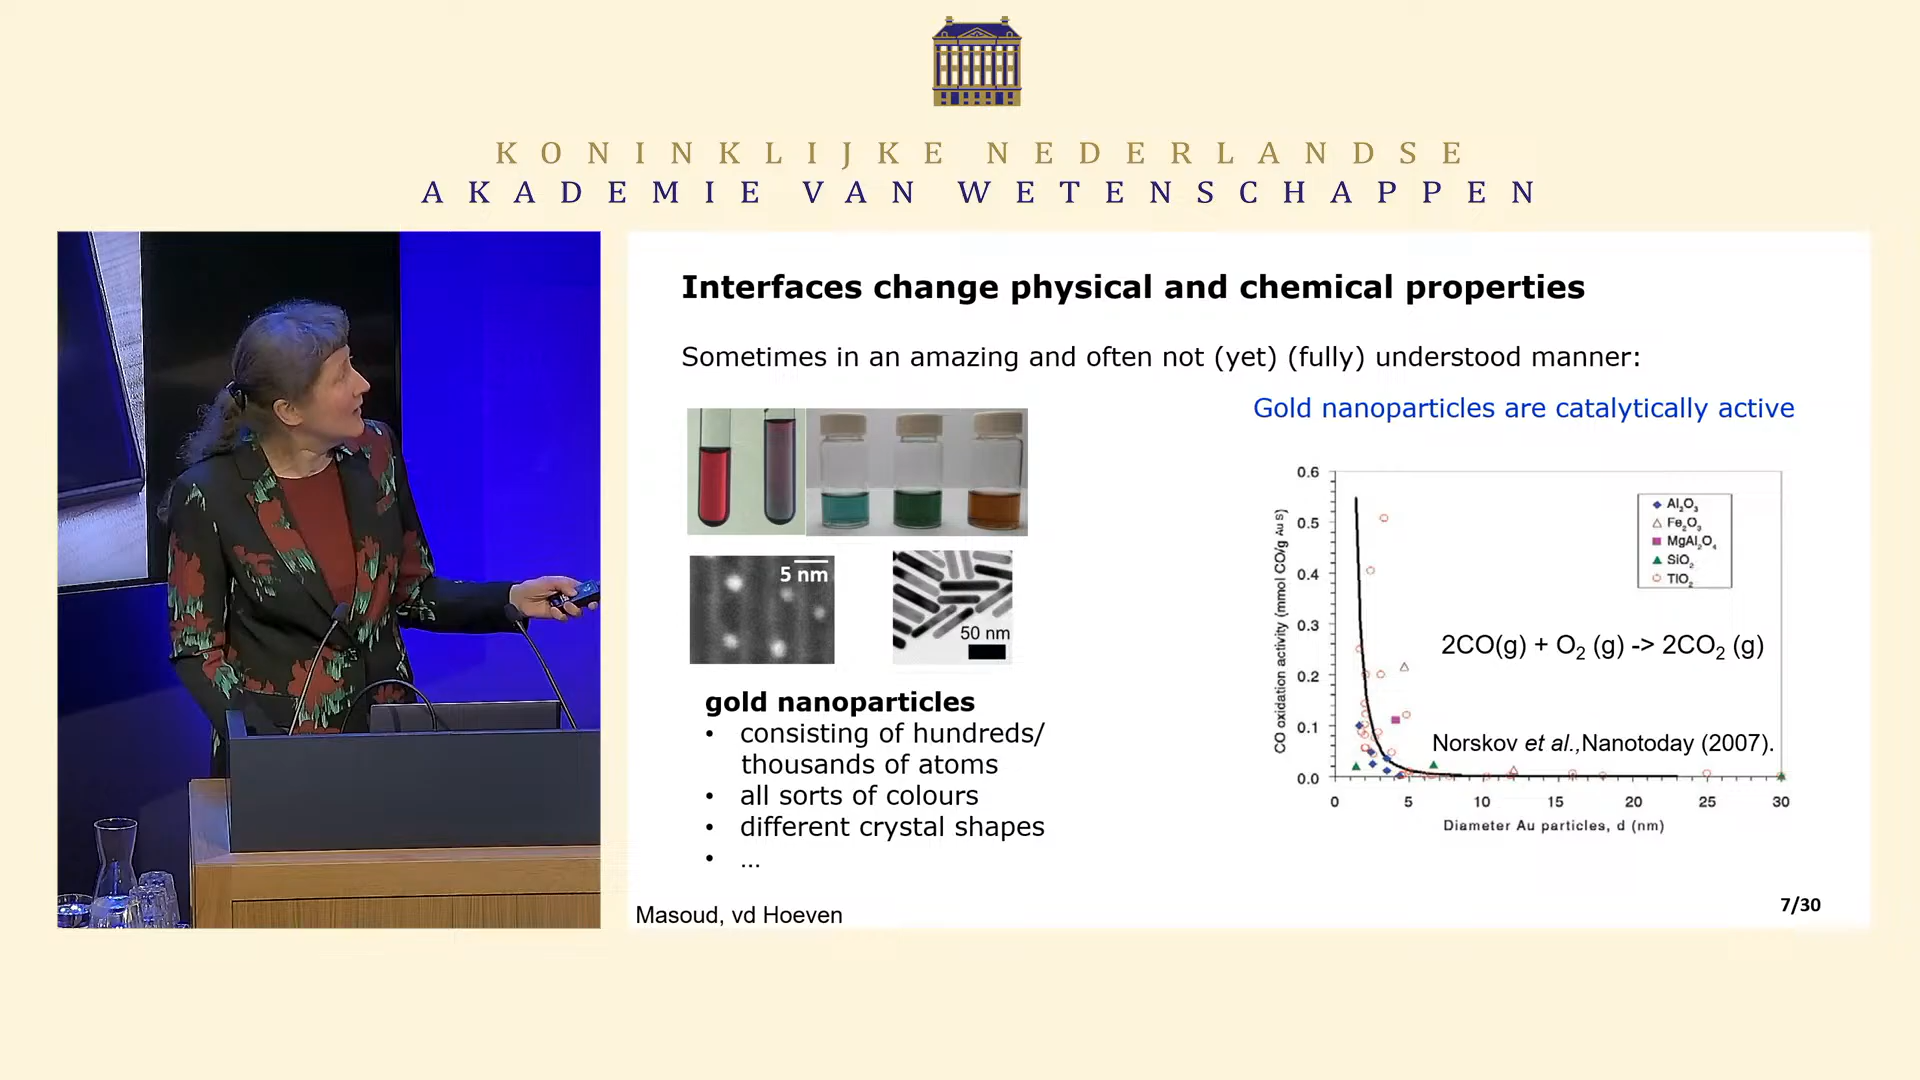 KONINKLIJKE NEDERLANDSE
AKADEMIE VAN WETENSCHAPPEN
Interfaces change physical and chemical properties
Sometimes in an amazing and often not (yet) (fully) understood manner:
Gold nanoparticles are catalytically active
5 nm
50 nm
gold nanoparticles
• consisting of hundreds/
thousands of atoms
• all sorts of colours
• different crystal shapes
• ...
Masoud, vd Hoeven
CO oxidation activity (mmol CO/g Au S)
0.6
0.5
0.4
0.3
0.2
0.1
0.0
0 5 10 15 20 25 30
Diameter Au particles, d (nm)
Al₂O₃
Fe₂O₃
MgAl₂O₄
SiO₂
TiO₂
2CO(g) + O₂ (g) -> 2CO₂ (g)
Norskov et al.,Nanotoday (2007).
7/30